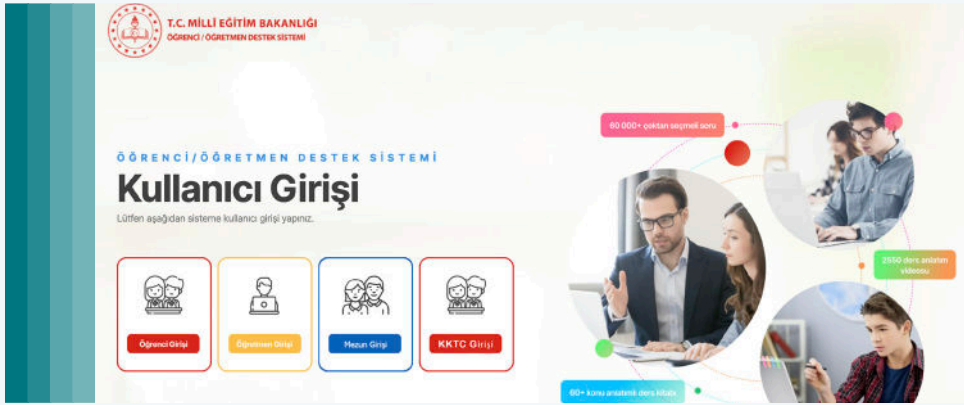 T.C. MİLLÎ EĞİTİM BAKANLIĞI
ÖĞRENCİ / ÖĞRETMEN DESTEK SİSTEMİ
60 000+ çoktan seçmeli soru
ÖĞRENCİ/ÖĞRETMEN DESTEK SİSTEMİ
Kullanıcı Girişi
Lütfen aşağıdan sisteme kullanıcı girişi yapınız.
2550 ders anlatım
videosu
Öğrenci Girişi
Öğretmen Girişi
Mezun Girişi
KKTC Girişi
60+ konu anlatımlı ders kitabı